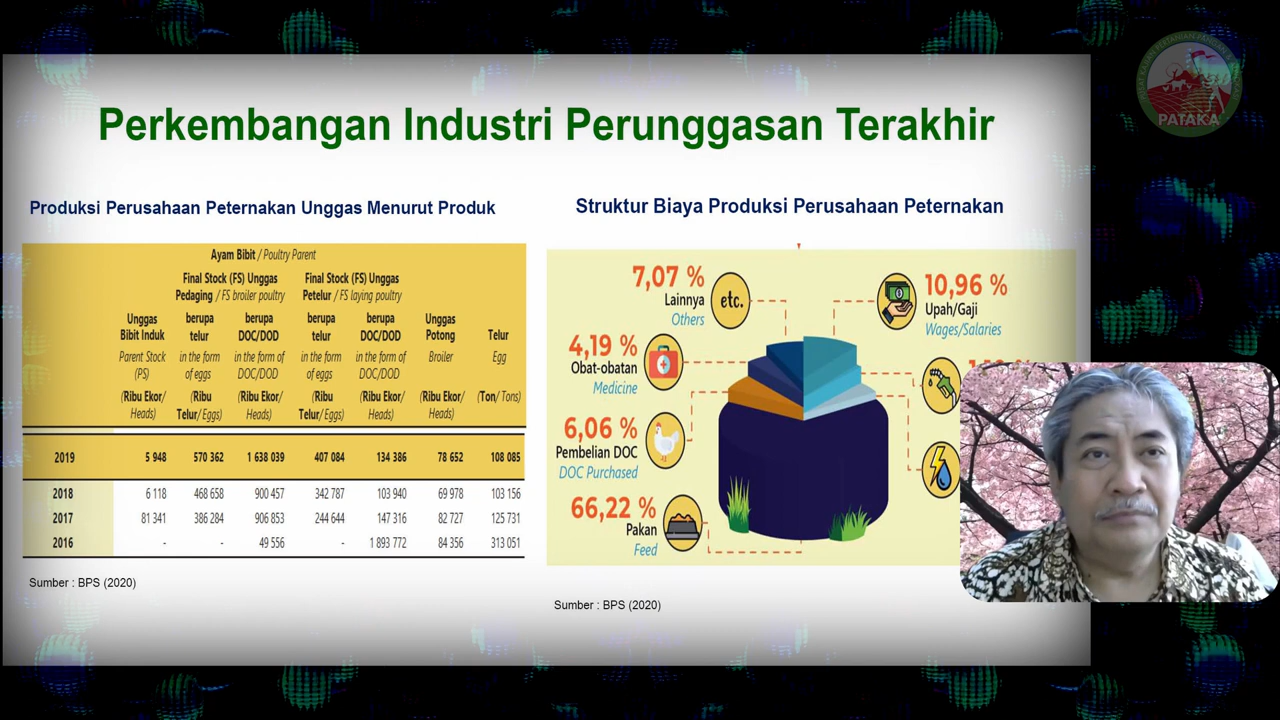 Perkembangan Industri Perunggasan Terakhir
PATAKA
Produksi Perusahaan Peternakan Unggas Menurut Produk
Ayam Bibit / Poultry Parent
Final Stock (FS) Unggas
Pedaging / FS broiler poultry
Final Stock (FS) Unggas
Petelur / FS laying poultry
Unggas
Bibit Induk
Parent Stock
(PS)
(Ribu Ekor/
Heads)
berupa
telur
in the form
of eggs
(Ribu
Telur/ Eggs)
berupa
DOC/DOD
in the form of
DOC/DOD
(Ribu Ekor/
Heads)
berupa
telur
in the form
of eggs
(Ribu
Telur/ Eggs)
berupa
DOC/DOD
in the form of
DOC/DOD
(Ribu Ekor/
Heads)
Unggas
Potong
Broiler
(Ribu Ekor/
Heads)
Telur
Egg
(Ton/ Tons)
2019 5 948 570 362 1 638 039 407 084 134 386 78 652 108 085
2018 6 118 468 658 900 457 342 787 103 940 69 978 103 156
2017 81 341 386 284 906 853 244 644 147 316 82 727 125 731
2016 - - 49 556 - 1 893 772 84 356 313 051
Sumber : BPS (2020)
Struktur Biaya Produksi Perusahaan Peternakan
7,07 %
Lainnya
Others
etc.
4,19 %
Obat-obatan
Medicine
6,06 %
Pembelian DOC
DOC Purchased
66,22 %
Pakan
Feed
10,96 %
Upah/Gaji
Wages/Salaries
Sumber : BPS (2020)